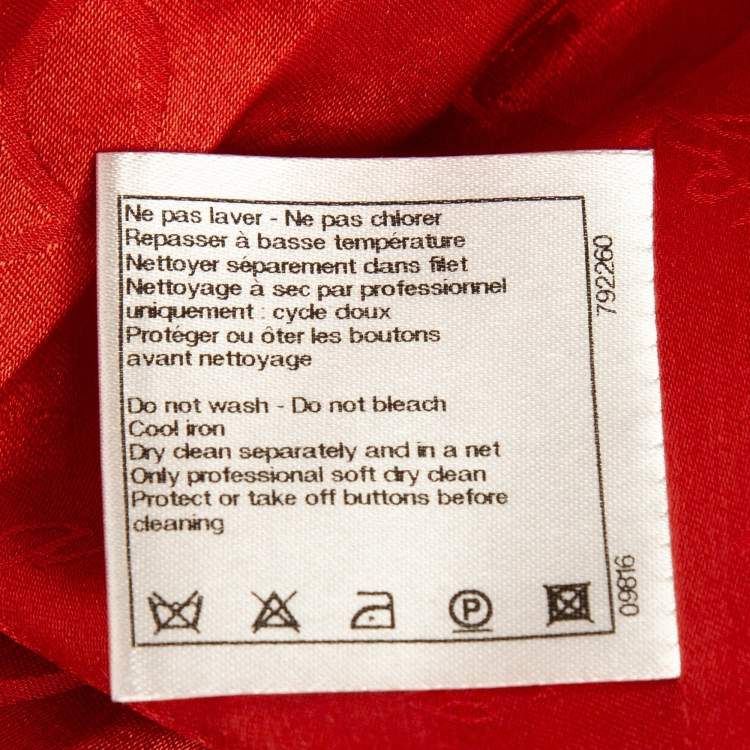 Ne pas laver - Ne pas chlorer
Repasser à basse température
Nettoyer séparement dans filet
Nettoyage à sec par professionnel
uniquement : cycle doux
Protéger ou ôter les boutons
avant nettoyage
Do not wash - Do not bleach
Cool iron
Dry clean separately and in a net
Only professional soft dry clean
Protect or take off buttons before
cleaning
P
792260
09816